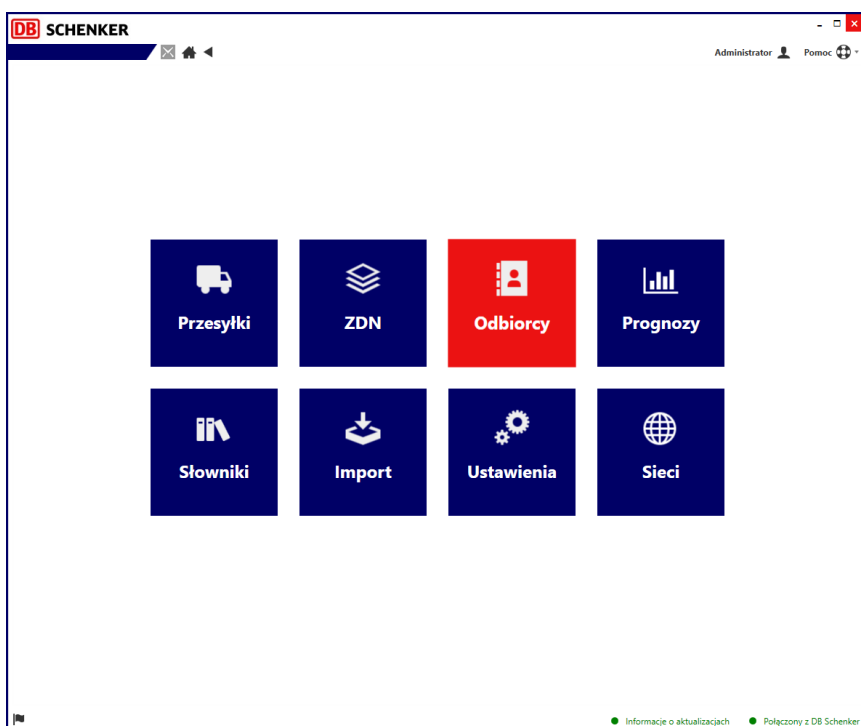 DB SCHENKER
Administrator Pomoc
Przesyłki ZDN Odbiorcy Prognozy
Słowniki Import Ustawienia Sieci
Informacje o aktualizacjach Połączony z DB Schenker